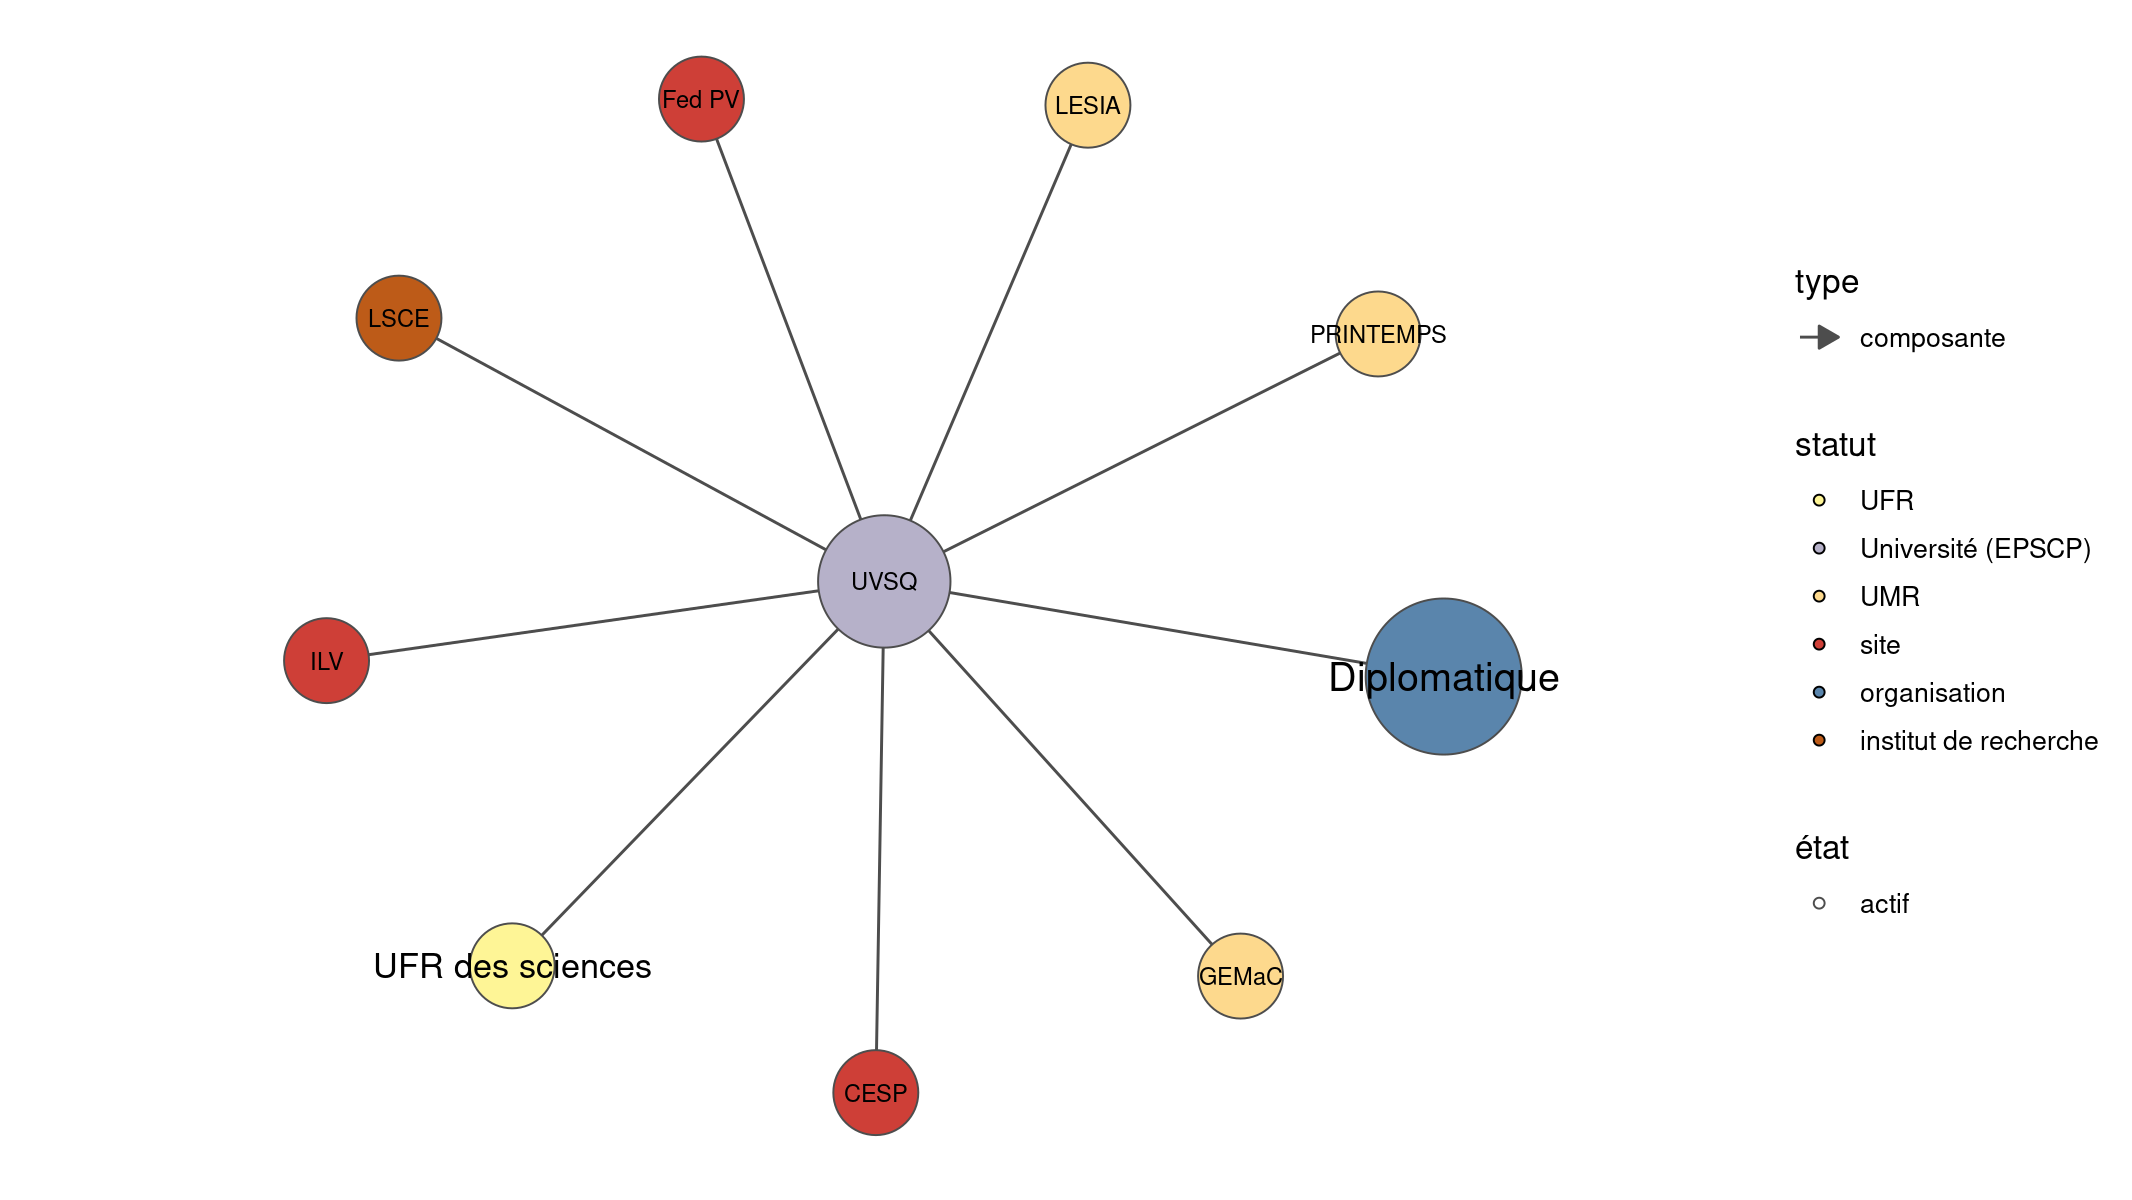 Fed PV
LESIA
LSCE
PRINTEMPS
UVSQ
ILV
Diplomatique
UFR des sciences
GEMaC
CESP
type
composante
statut
UFR
Université (EPSCP)
UMR
site
organisation
institut de recherche
état
actif